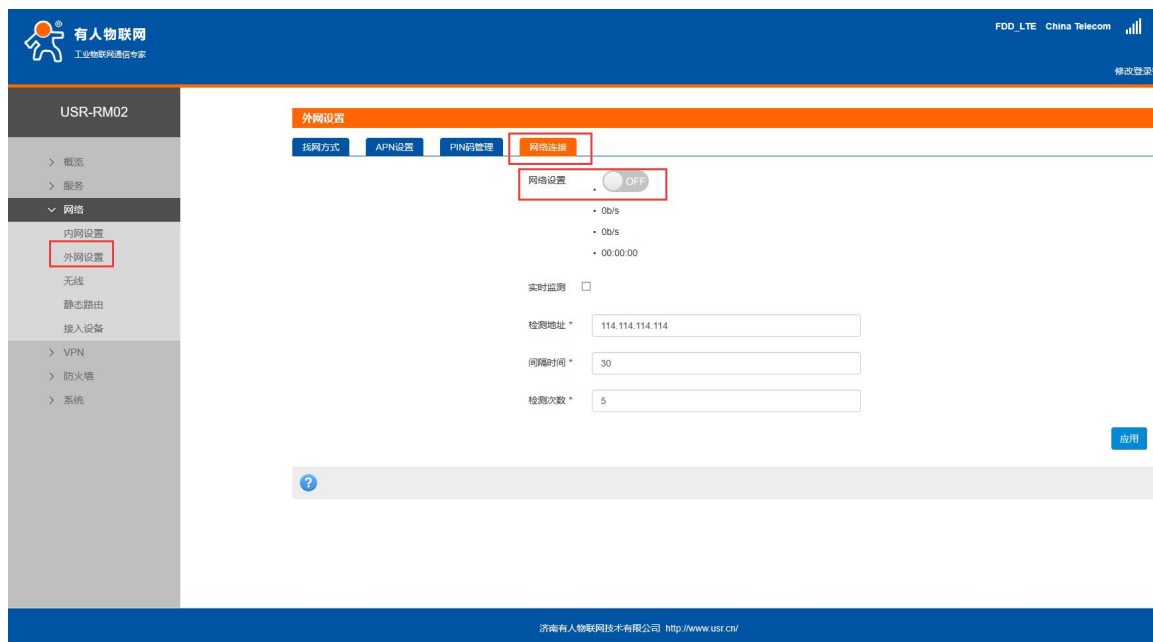 有人物联网
工业物联网通信专家
FDD_LTE China Telecom
修改登录
USR-RM02
> 概览
> 服务
网络
内网设置
外网设置
无线
静态路由
接入设备
> VPN
> 防火墙
> 系统
外网设置
找网方式 APN设置 PIN码管理 网络连接
网络设置 OFF
• 0b/s
• 0b/s
• 00:00:00
实时监测
检测地址 * 114.114.114.114
间隔时间 * 30
检测次数 * 5
应用
济南有人物联网技术有限公司 http://www.usr.cn/